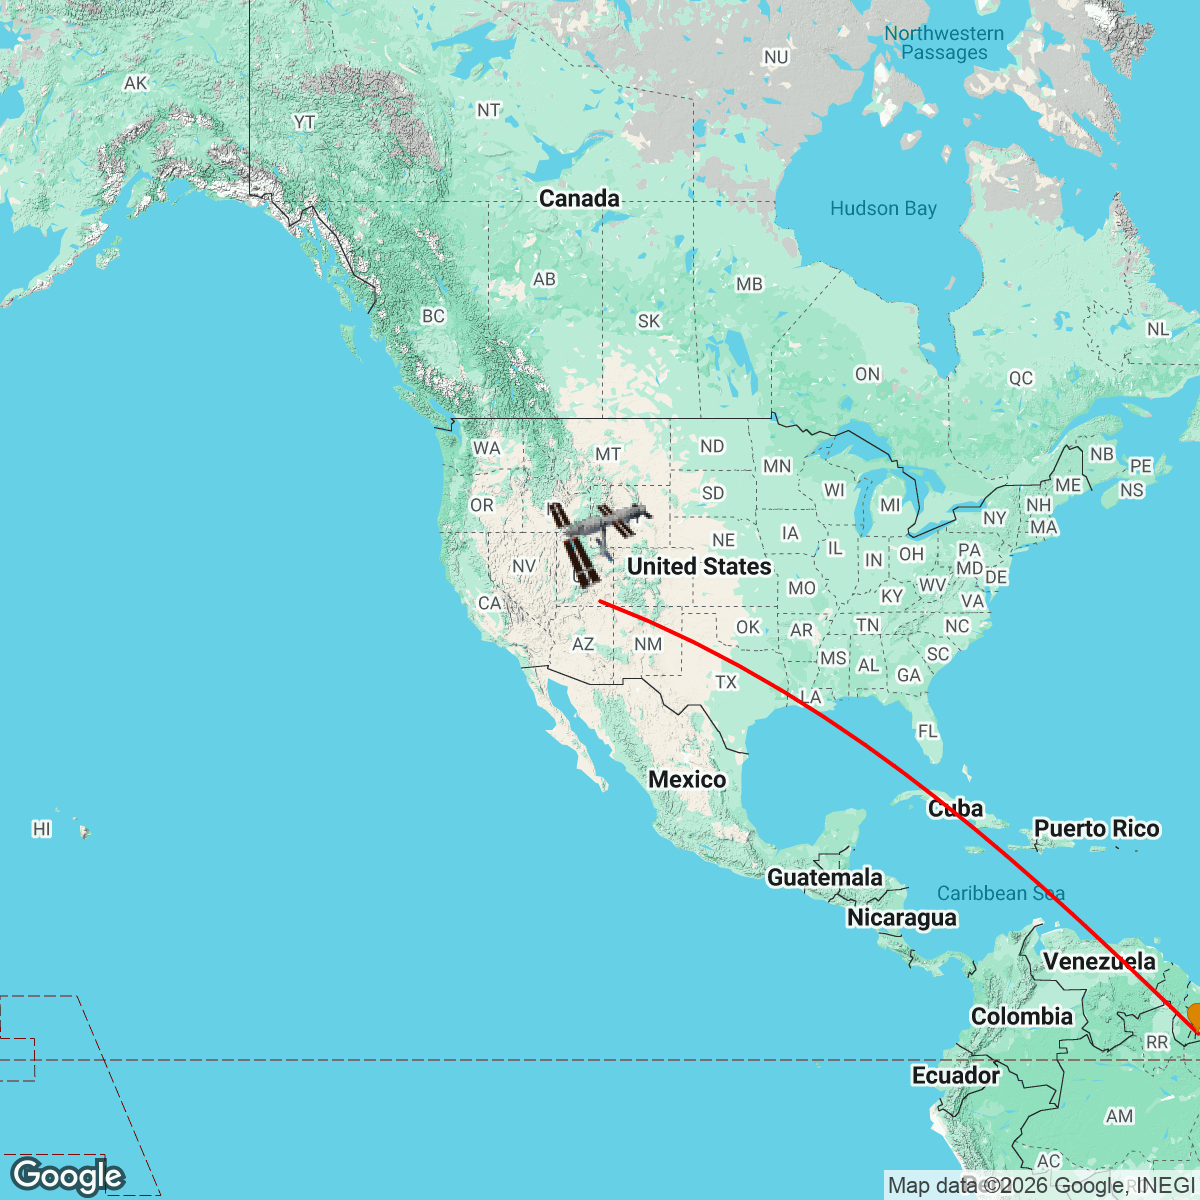 Northwestern
Passages
NU
AK
NT
YT
Canada
Hudson Bay
AB
MB
BC
SK
NL
ON
QC
WA
MT
ND
NB
MN
PE
ME
SD
WI
NS
OR
MI
NH
NY
MA
IA
NE
IL
OH
PA
IN
NV
United States
MD
DE
WV
MO
KY
CA
VA
OK
TN
NC
AR
AZ
NM
SC
MS
AL
GA
TX
LA
FL
Mexico
Cuba
HI
Puerto Rico
Guatemala
Caribbean Sea
Nicaragua
Venezuela
Colombia
RR
Ecuador
AM
AC
Google
Map data ©2026 Google, INEGI